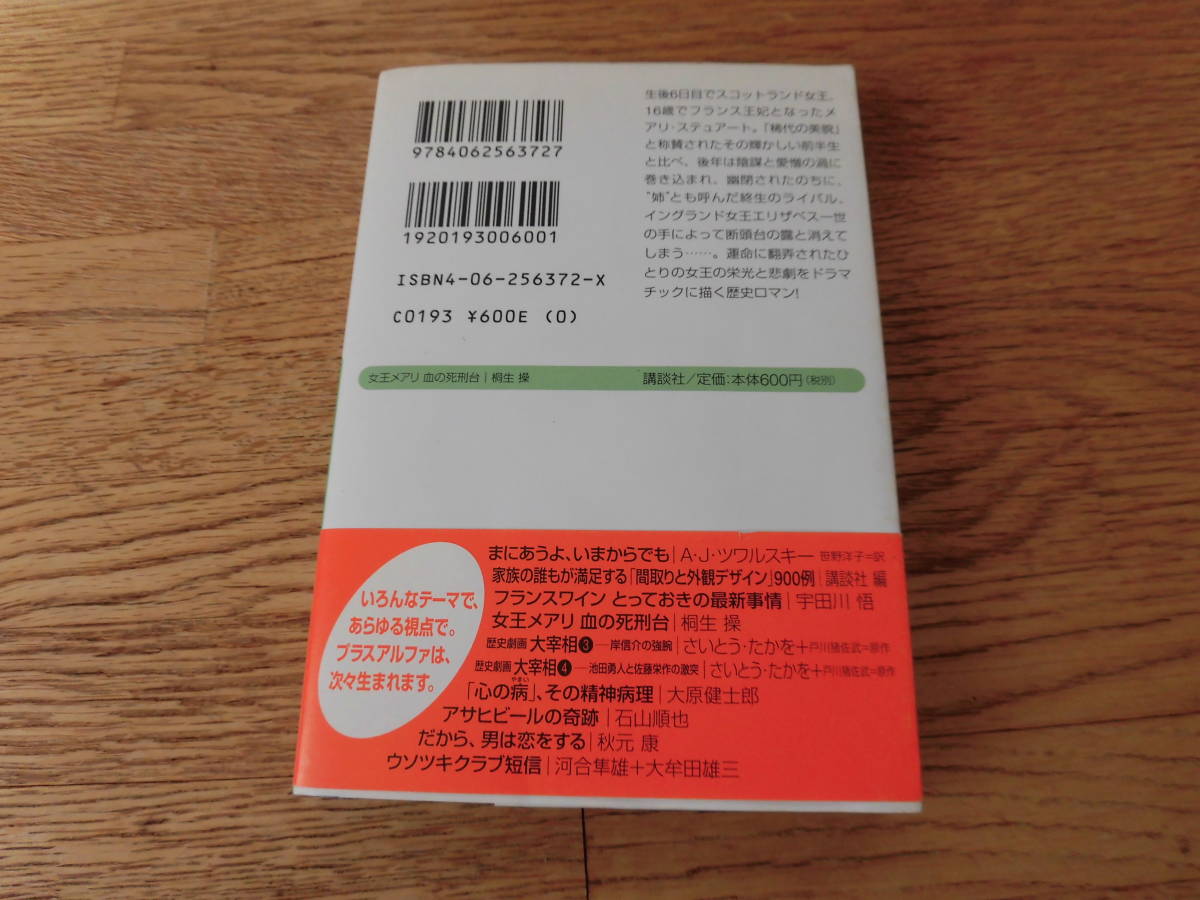 9784062563727
1920193006001
ISBN4-06-256372-X
C0193 ¥600E (0)
生後6日目でスコットランド女王、
16歳でフランス王妃となったメ
アリ・ステュアート。「稀代の美貌」
と称賛されたその輝かしい前半生
と比べ、後年は陰謀と愛憎の渦に
巻き込まれ、幽閉されたのちに、
“姉”とも呼んだ終生のライバル、
イングランド女王エリザベス一世
の手によって断頭台の露と消えて
しまう……。運命に翻弄されたひ
とりの女王の栄光と悲劇をドラマ
チックに描く歴史ロマン!
女王メアリ 血の死刑台|桐生 操
講談社/定価:本体600円(税別)
いろんなテーマで、
あらゆる視点で。
プラスアルファは、
次々生まれます。
まにあうよ、いまからでも|A・J・ツワルスキー 笹野洋子=訳
家族の誰もが満足する「間取りと外観デザイン」900例|講談社 編
フランスワイン とっておきの最新事情|宇田川 悟
女王メアリ 血の死刑台|桐生 操
歴史劇画 大宰相❸─岸信介の強腕|さいとう・たかを+戸川猪佐武=原作
歴史劇画 大宰相❹─池田勇人と佐藤栄作の激突|さいとう・たかを+戸川猪佐武=原作
やまい
「心の病」、その精神病理|大原健士郎
アサヒビールの奇跡|石山順也
だから、男は恋をする|秋元 康
ウソツキクラブ短信|河合隼雄+大牟田雄三